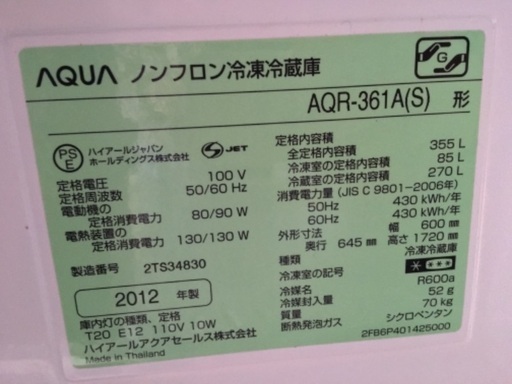 AQUA ノンフロン冷凍冷蔵庫
G
AQR-361A(S) 形
PS E ハイアールジャパン
ホールディングス株式会社
S JET
定格電圧 100 V
定格周波数 50/60 Hz
電動機の
定格消費電力 80/90 W
電熱装置の
定格消費電力 130/130 W
製造番号 2TS34830
2012 年製
庫内灯の種類、定格
T20 E12 110V 10W
ハイアールアクアセールス株式会社
Made in Thailand
定格内容積 355 L
全定格内容積 85 L
冷凍室の定格内容積 270 L
冷蔵室の定格内容積
消費電力量 (JIS C 9801-2006年)
50Hz 430 kWh/年
60Hz 430 kWh/年
外形寸法 幅 600 mm
奥行 645 mm 高さ 1720 mm
種類 冷凍冷蔵庫
冷凍室の記号
冷媒名 R600a
冷媒封入量 52 g
質量 70 kg
断熱発泡ガス シクロペンタン
2FB6P401425000